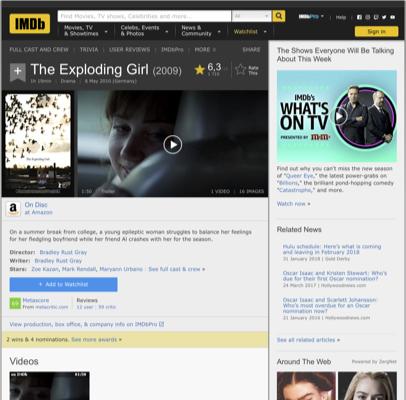 IMDb
Find Movies, TV shows, Celebrities and more...
All
IMDbPro
Help
Movies, TV
& Showtimes
Celebs, Events
& Photos
News &
Community
Watchlist
Sign in
FULL CAST AND CREW | TRIVIA | USER REVIEWS | IMDbPro | MORE
SHARE
The Exploding Girl (2009)
6,3
Rate
This
1h 19min | Drama | 6 May 2010 (Germany)
The Exploding Girl
1:50 Trailer
1 VIDEO | 16 IMAGES
On Disc
at Amazon
On a summer break from college, a young epileptic woman struggles to balance her feelings
for her fledgling boyfriend while her friend Al crashes with her for the season.
Director: Bradley Rust Gray
Writer: Bradley Rust Gray
Stars: Zoe Kazan, Mark Rendall, Maryann Urbano | See full cast & crew »
+ Add to Watchlist
Metascore
From metacritic.com
Reviews
12 user | 59 critic
View production, box office, & company info on IMDbPro
2 wins & 4 nominations. See more awards »
Videos
The Shows Everyone Will Be Talking
About This Week
IMDb's
WHAT'S
ON TV
PRESENTED BY m&m's
Find out why you can't miss the new season
of "Queer Eye," the latest power-grabs on
"Billions," the brilliant pond-hopping comedy
"Catastrophe," and more.
Watch now »
Related News
Hulu schedule: Here's what is coming
and leaving in February 2018
31 January 2018 | Gold Derby
Oscar Isaac and Kristen Stewart: Who's
due for their first Oscar nomination?
24 March 2017 | Hollywoodnews.com
Oscar Isaac and Scarlett Johansson:
Who's most overdue for an Oscar
nomination now?
21 January 2016 | Hollywoodnews.com
See all related articles »
Around The Web
Powered by ZergNet